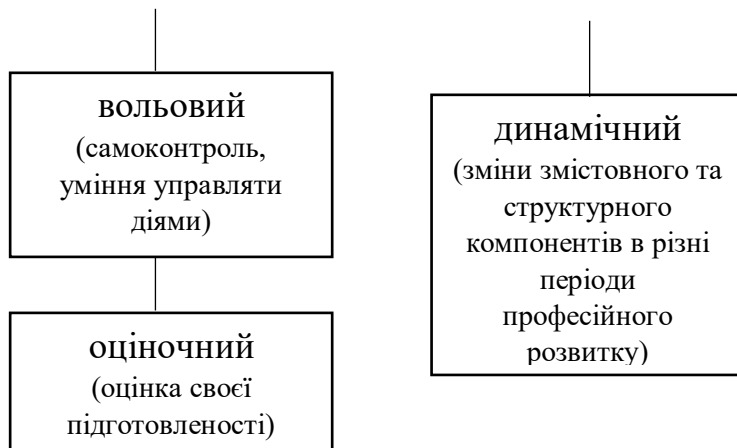 вольовий
(самоконтроль,
уміння управляти
діями)
оціночний
(оцінка своєї
підготовленості)
динамічний
(зміни змістовного та
структурного
компонентів в різні
періоди
професійного
розвитку)